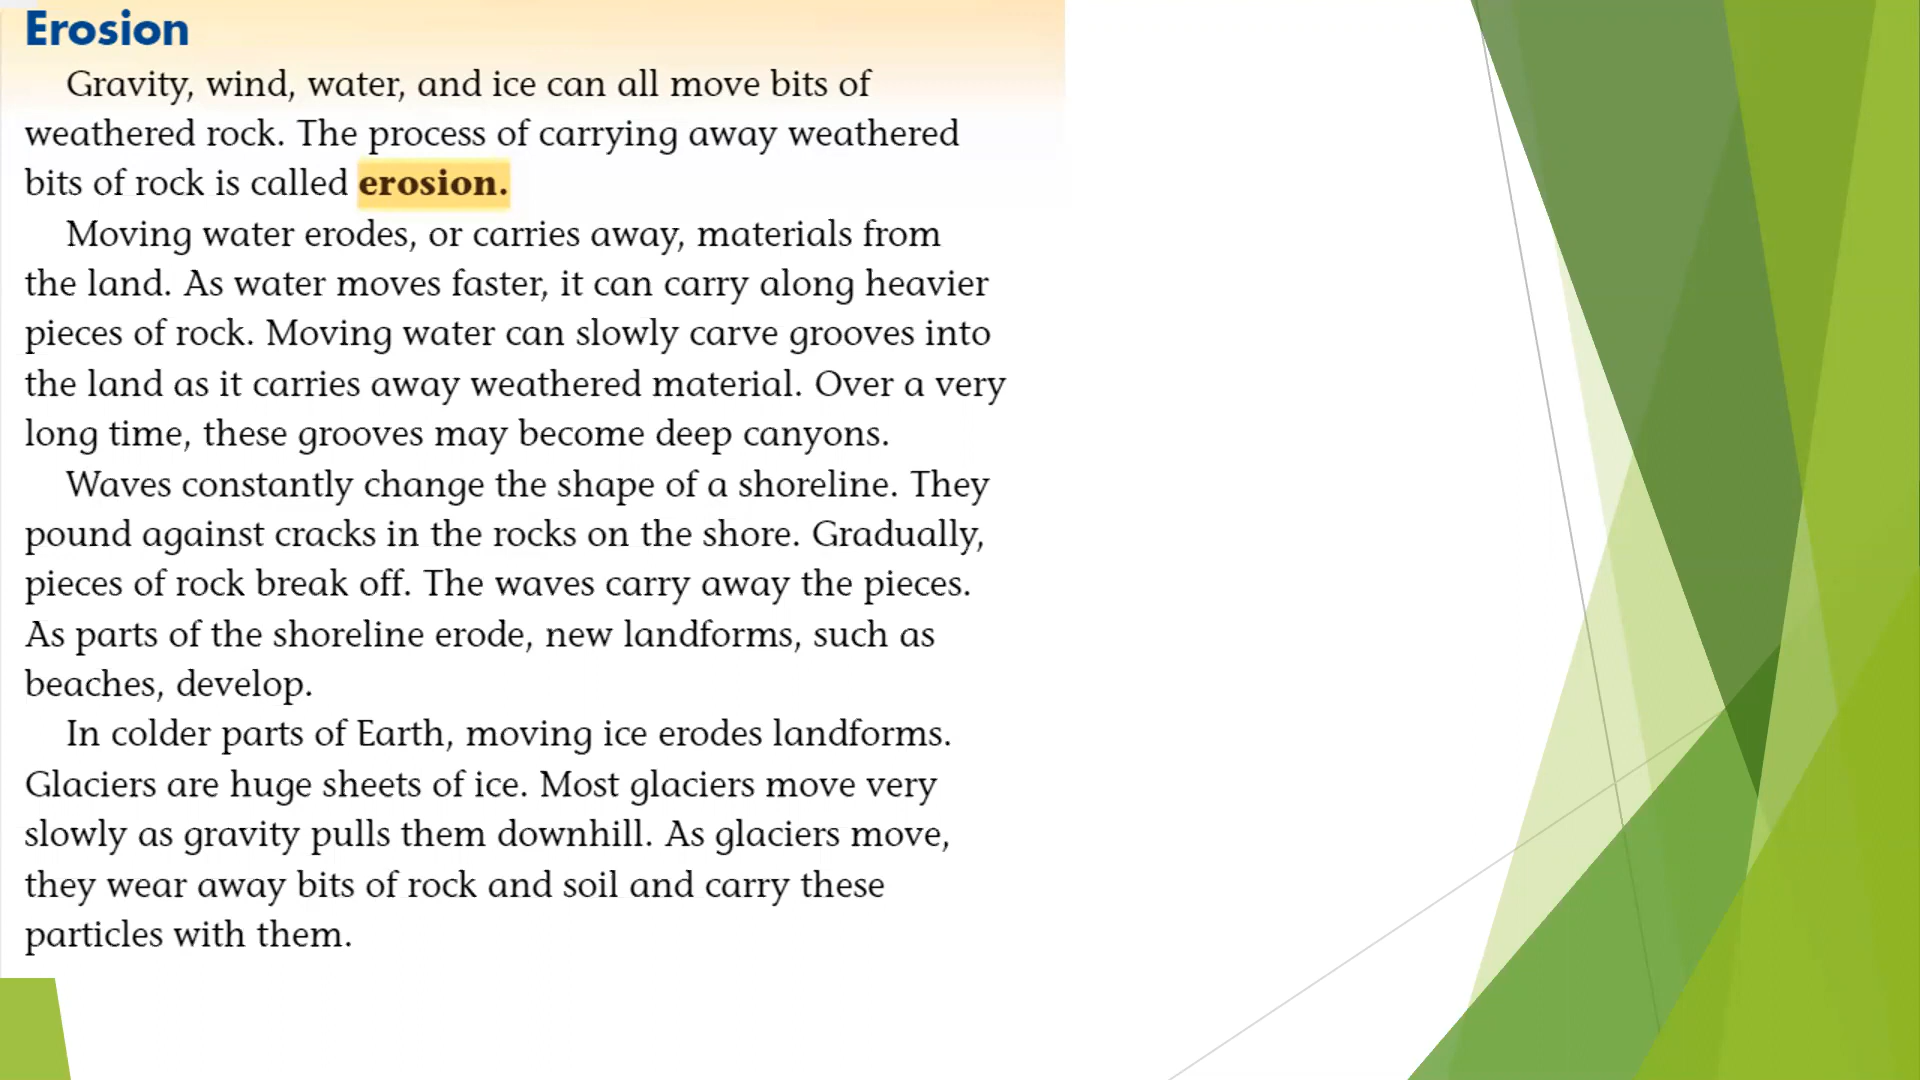 Erosion
Gravity, wind, water, and ice can all move bits of
weathered rock. The process of carrying away weathered
bits of rock is called erosion.
Moving water erodes, or carries away, materials from
the land. As water moves faster, it can carry along heavier
pieces of rock. Moving water can slowly carve grooves into
the land as it carries away weathered material. Over a very
long time, these grooves may become deep canyons.
Waves constantly change the shape of a shoreline. They
pound against cracks in the rocks on the shore. Gradually,
pieces of rock break off. The waves carry away the pieces.
As parts of the shoreline erode, new landforms, such as
beaches, develop.
In colder parts of Earth, moving ice erodes landforms.
Glaciers are huge sheets of ice. Most glaciers move very
slowly as gravity pulls them downhill. As glaciers move,
they wear away bits of rock and soil and carry these
particles with them.